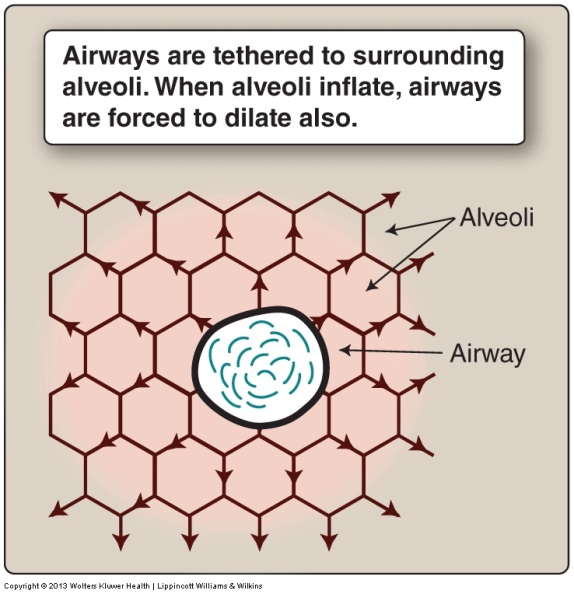 Airways are tethered to surrounding
alveoli. When alveoli inflate, airways
are forced to dilate also.
Alveoli
Airway
Copyright © 2013 Wolters Kluwer Health | Lippincott Williams & Wilkins